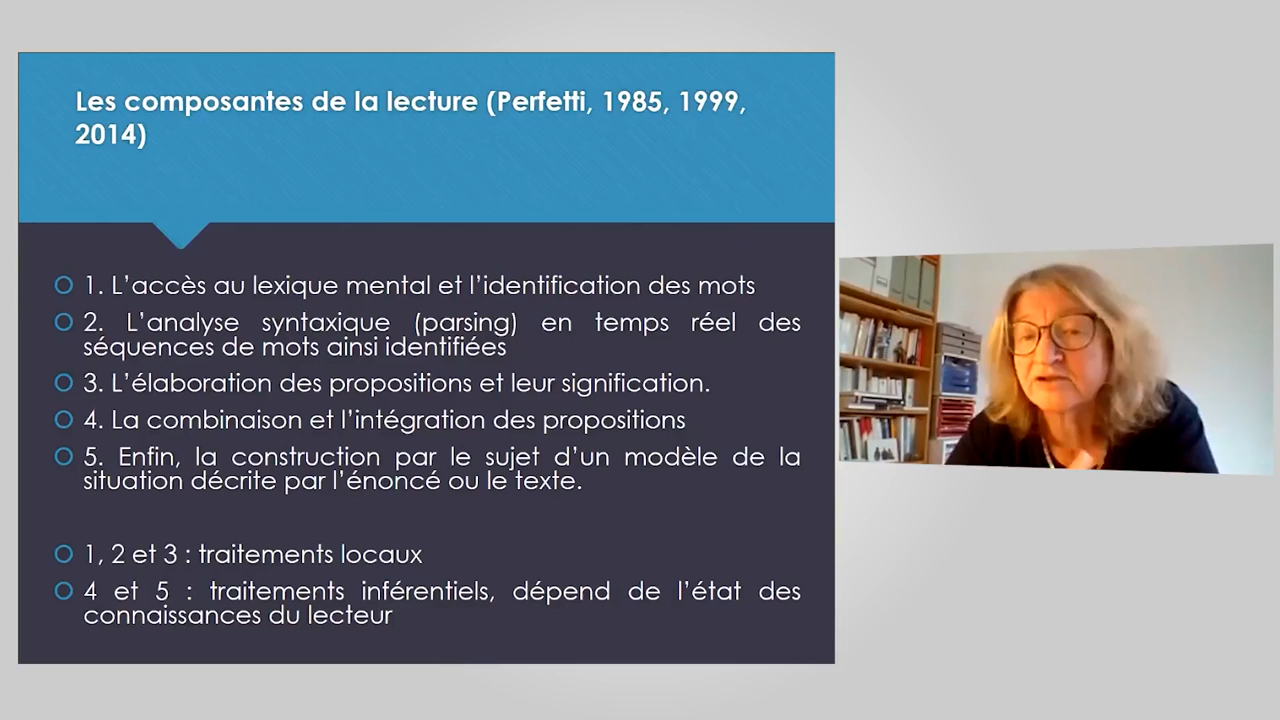 Les composantes de la lecture (Perfetti, 1985, 1999,
2014)
1. L’accès au lexique mental et l’identification des mots
2. L’analyse syntaxique (parsing) en temps réel des
séquences de mots ainsi identifiées
3. L’élaboration des propositions et leur signification.
4. La combinaison et l’intégration des propositions
5. Enfin, la construction par le sujet d’un modèle de la
situation décrite par l’énoncé ou le texte.
1, 2 et 3 : traitements locaux
4 et 5 : traitements inférentiels, dépend de l’état des
connaissances du lecteur